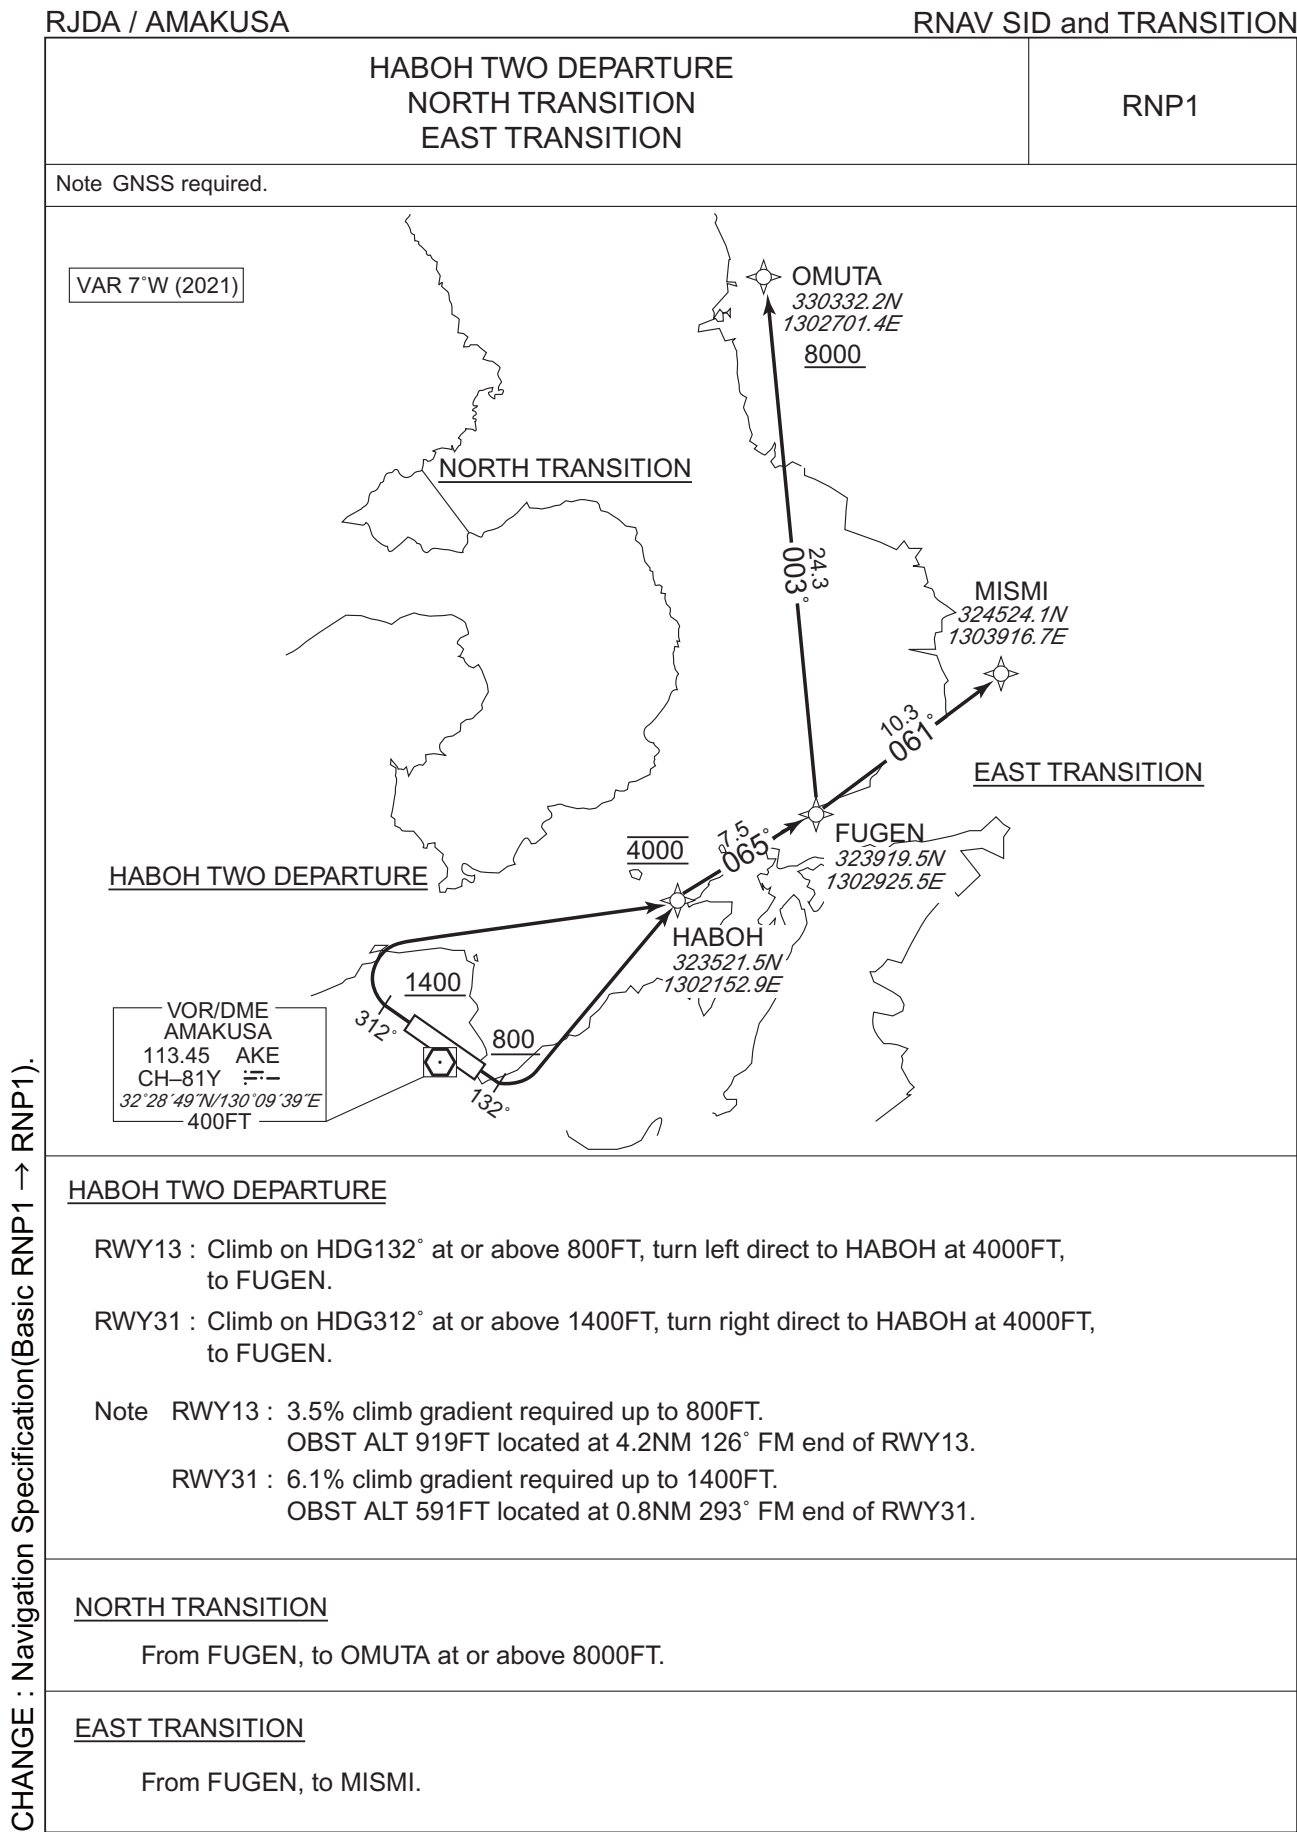 RJDA / AMAKUSA
RNAV SID and TRANSITION
HABOH TWO DEPARTURE
NORTH TRANSITION
EAST TRANSITION
RNP1
Note GNSS required.
VAR 7°W (2021)
OMUTA
330332.2N
1302701.4E
8000
NORTH TRANSITION
24.3
003°
MISMI
324524.1N
1303916.7E
10.3
061°
EAST TRANSITION
FUGEN
323919.5N
1302925.5E
7.5
065°
4000
HABOH TWO DEPARTURE
HABOH
323521.5N
1302152.9E
1400
312°
800
132°
VOR/DME
AMAKUSA
113.45 AKE
CH–81Y
32°28′49″N/130°09′39″E
400FT
HABOH TWO DEPARTURE
RWY13 : Climb on HDG132° at or above 800FT, turn left direct to HABOH at 4000FT,
to FUGEN.
RWY31 : Climb on HDG312° at or above 1400FT, turn right direct to HABOH at 4000FT,
to FUGEN.
Note RWY13 : 3.5% climb gradient required up to 800FT.
OBST ALT 919FT located at 4.2NM 126° FM end of RWY13.
RWY31 : 6.1% climb gradient required up to 1400FT.
OBST ALT 591FT located at 0.8NM 293° FM end of RWY31.
NORTH TRANSITION
From FUGEN, to OMUTA at or above 8000FT.
EAST TRANSITION
From FUGEN, to MISMI.
CHANGE : Navigation Specification(Basic RNP1 → RNP1).